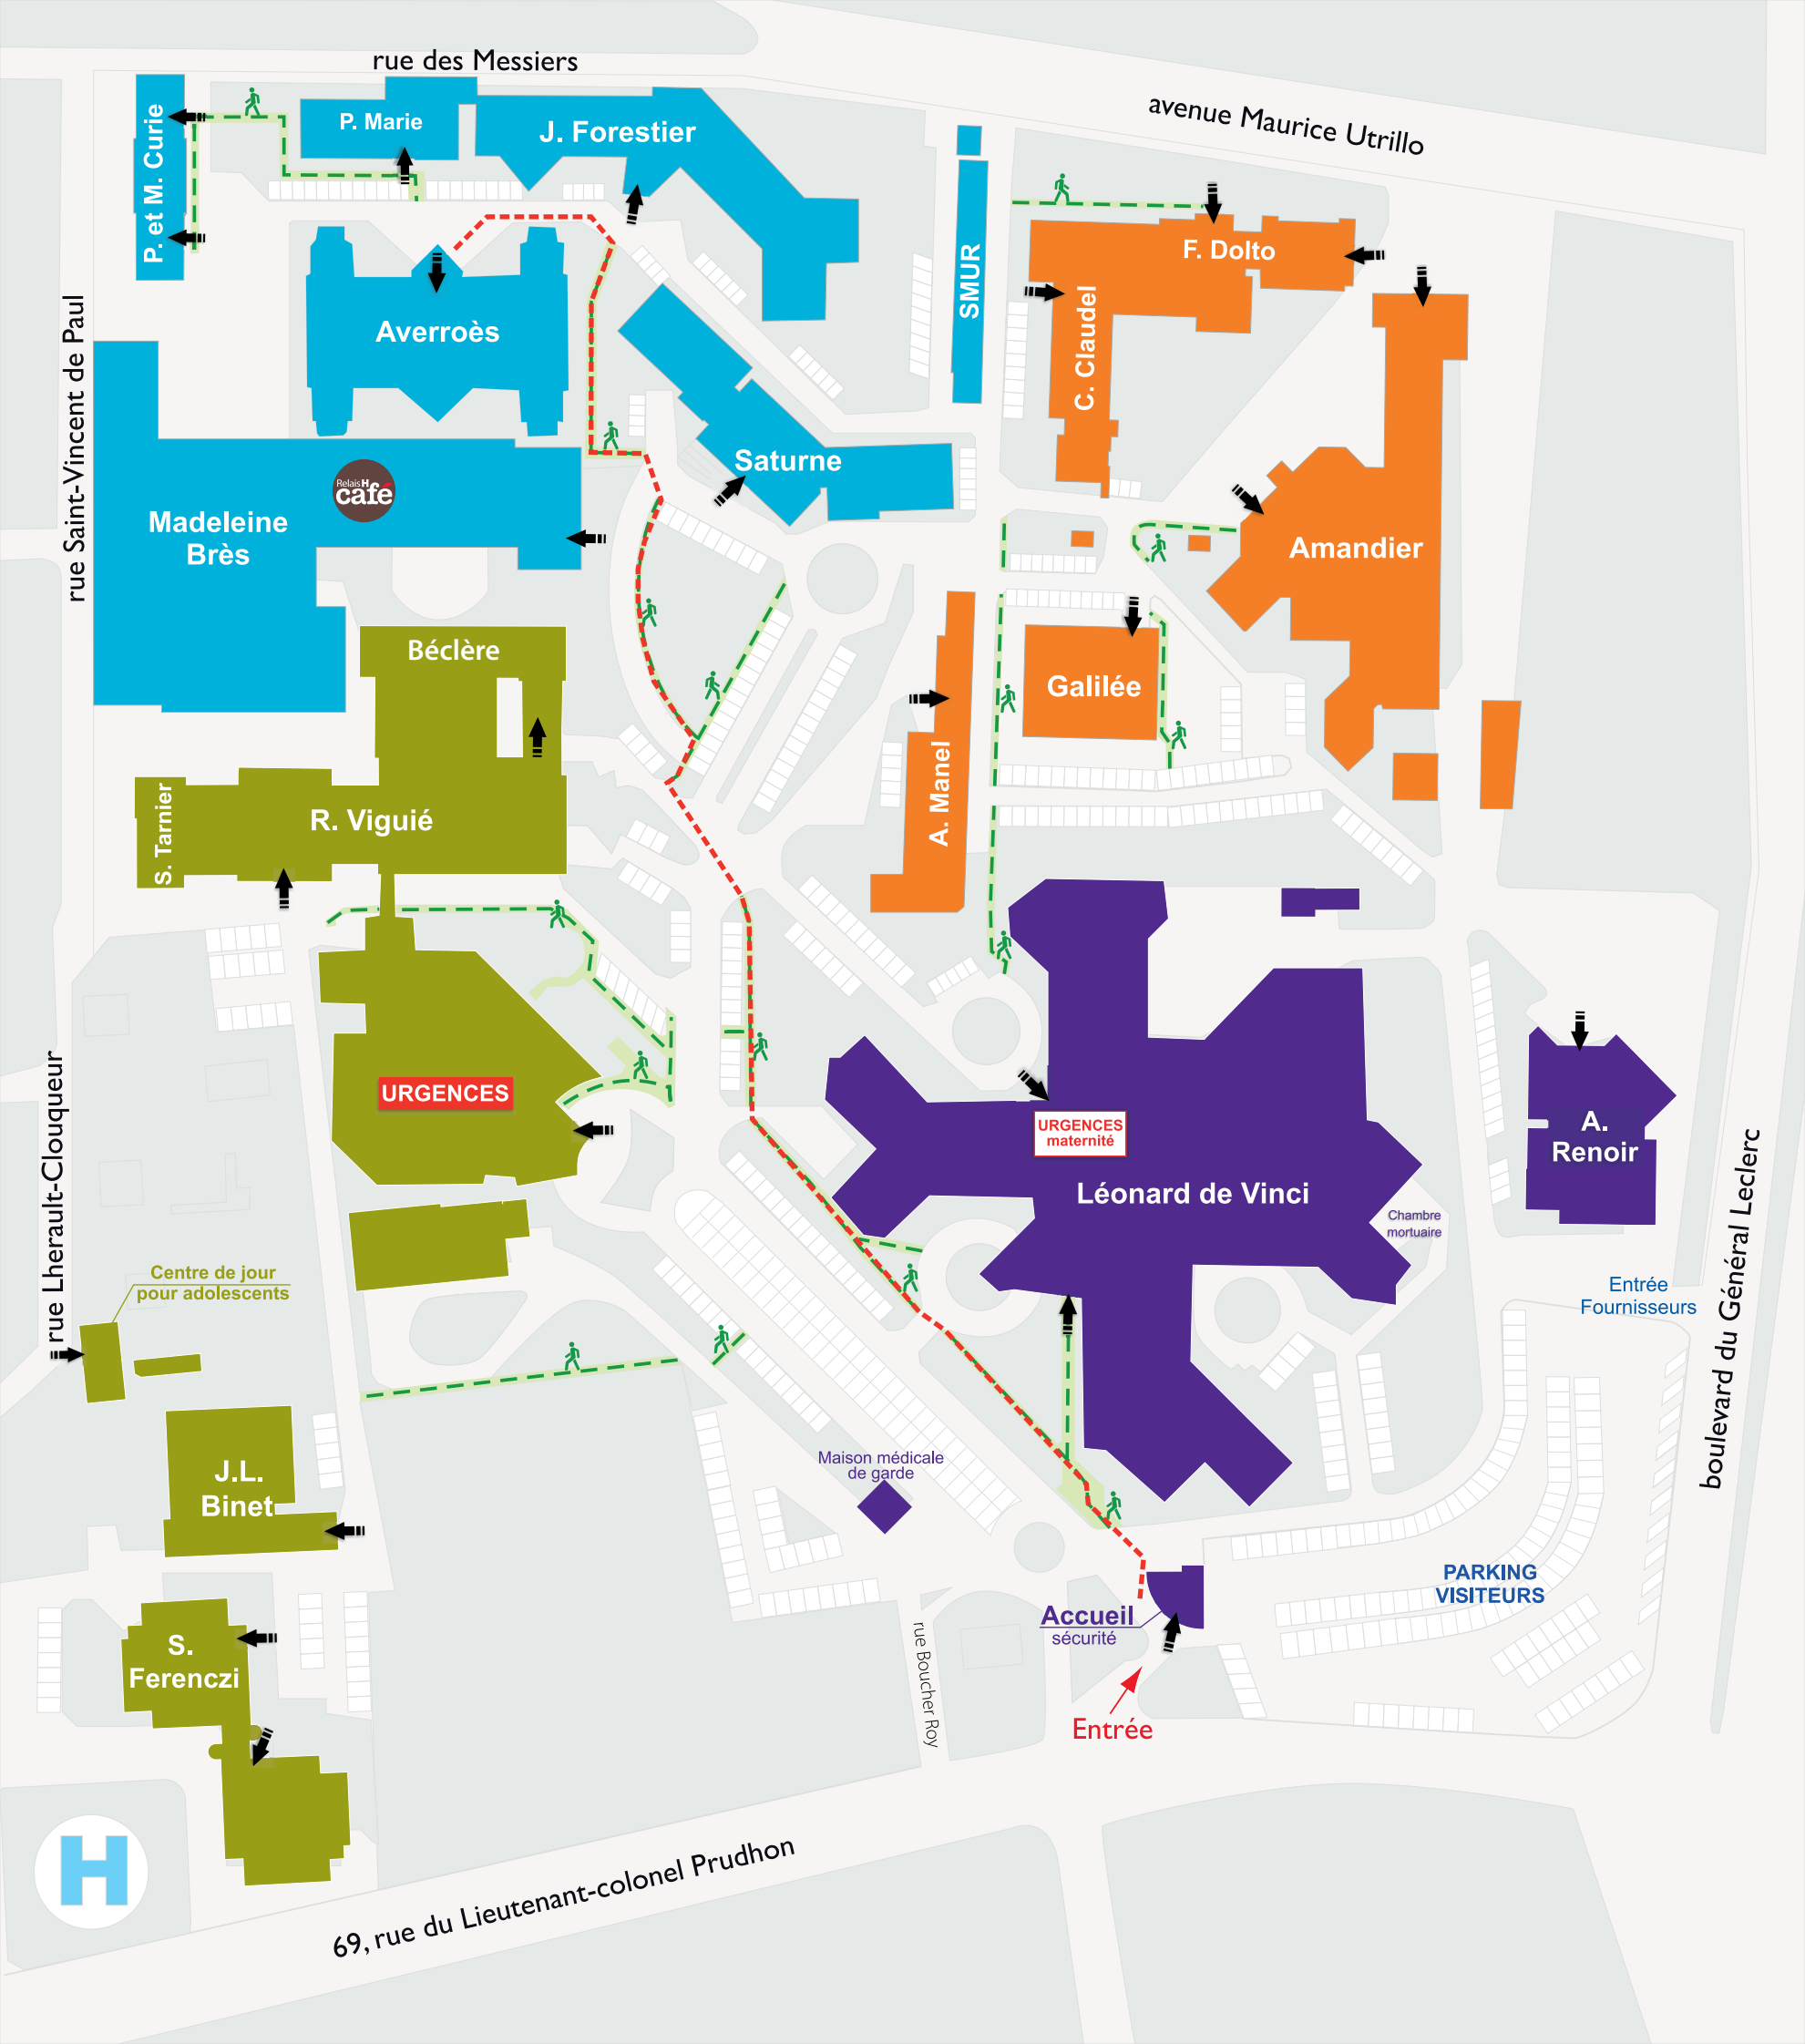 rue des Messiers
avenue Maurice Utrillo
P. et M. Curie
P. Marie
J. Forestier
SMUR
F. Dolto
C. Claudel
Averroès
rue Saint-Vincent de Paul
Saturne
RelaisH
café
Madeleine
Brès
Amandier
Béclère
Galilée
A. Manel
S. Tarnier
R. Viguié
URGENCES
URGENCES
maternité
Léonard de Vinci
A.
Renoir
Chambre
mortuaire
rue Lherault-Clouqueur
boulevard du Général Leclerc
Centre de jour
pour adolescents
Entrée
Fournisseurs
J.L.
Binet
Maison médicale
de garde
PARKING
VISITEURS
Accueil
sécurité
S.
Ferenczi
rue Boucher Roy
Entrée
H
69, rue du Lieutenant-colonel Prudhon